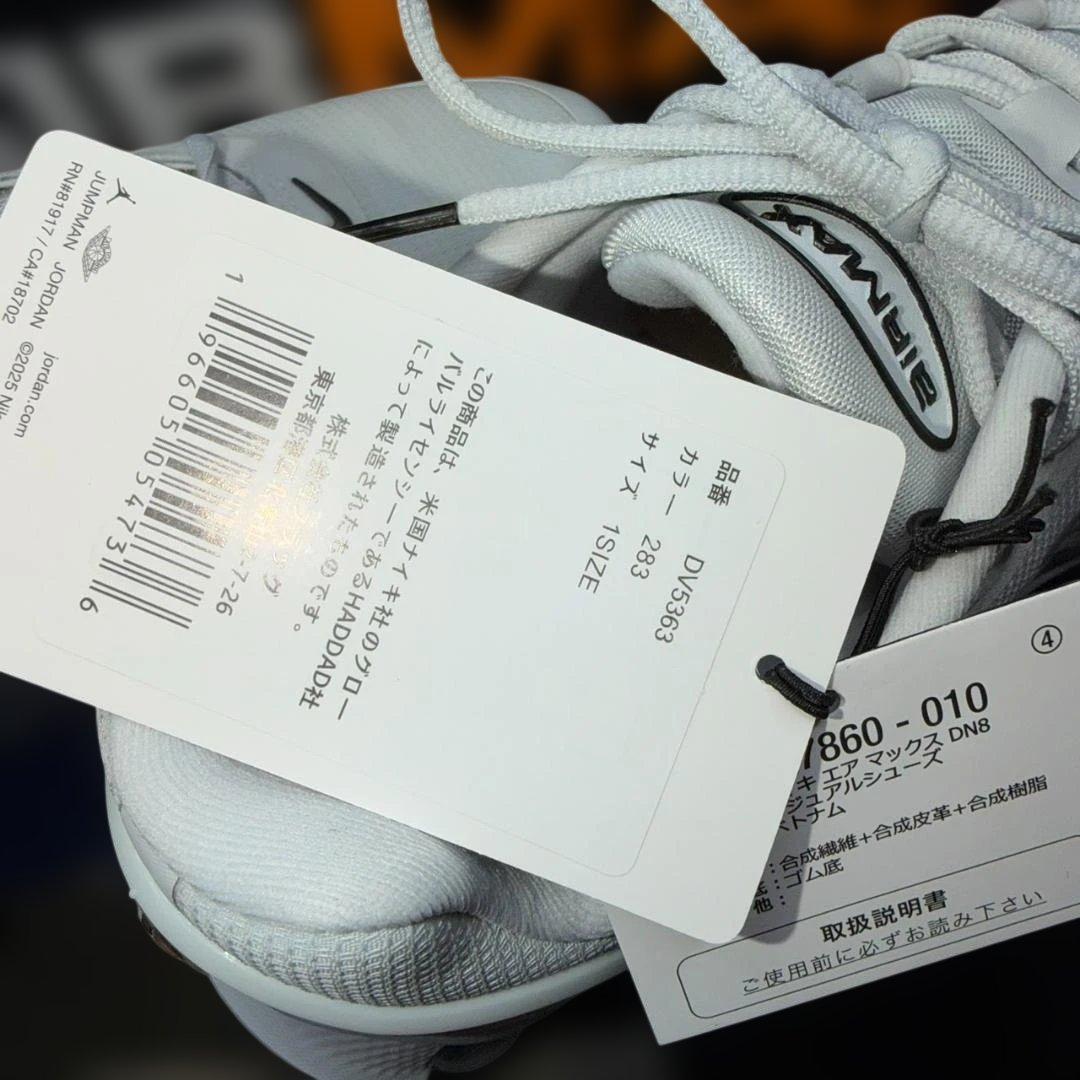 AIRMAX
品番 DV5363
カラー 283
サイズ 1SIZE
この商品は、米国ナイキ社のグロー
バルライセンシーであるHADDAD社
によって製造されたものです。
東京都港区
-7-26
1 96605 05473 6
JUMPMAN JORDAN jordan.com
RN#81917 / CA#18702 ©2025
④
7860 - 010
エア マックス DN8
ジュアルシューズ
トナム
：合成繊維+合成皮革+合成樹脂
：ゴム底
他：
取扱説明書
ご使用前に必ずお読み下さい